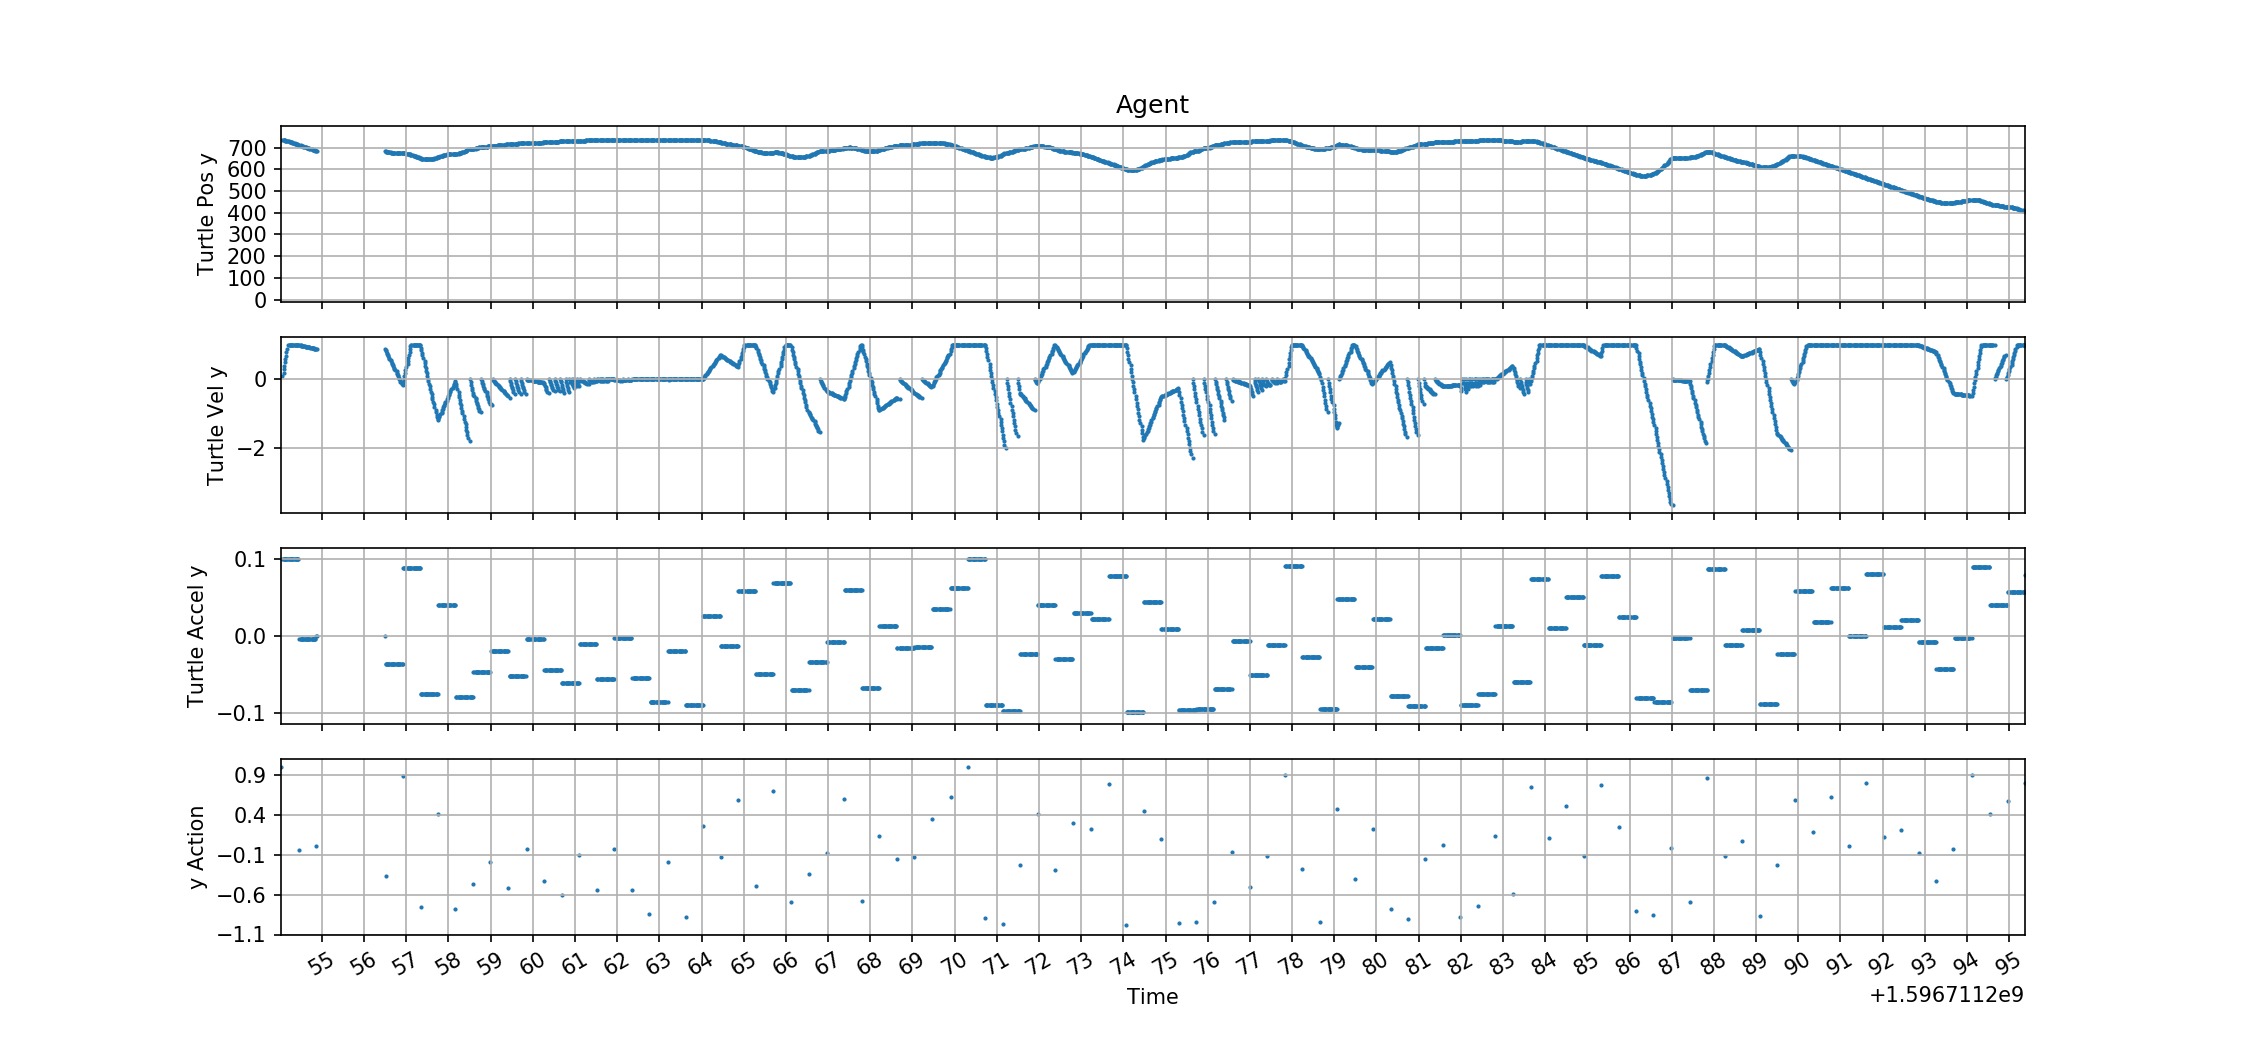 Agent
Turtle Pos y
700
600
500
400
300
200
100
0
Turtle Vel y
0
−2
Turtle Accel y
0.1
0.0
−0.1
y Action
0.9
0.4
−0.1
−0.6
−1.1
55 56 57 58 59 60 61 62 63 64 65 66 67 68 69 70 71 72 73 74 75 76 77 78 79 80 81 82 83 84 85 86 87 88 89 90 91 92 93 94 95
Time
+1.5967112e9